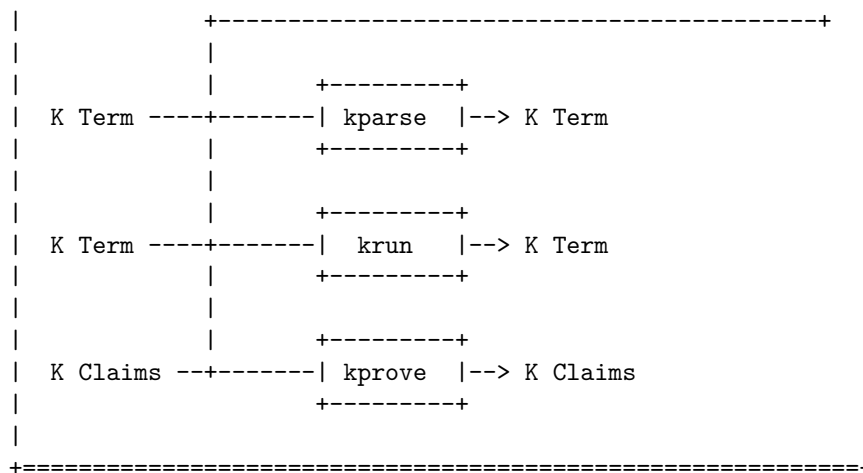 K Term kparse K Term
K Term krun K Term
K Claims kprove K Claims